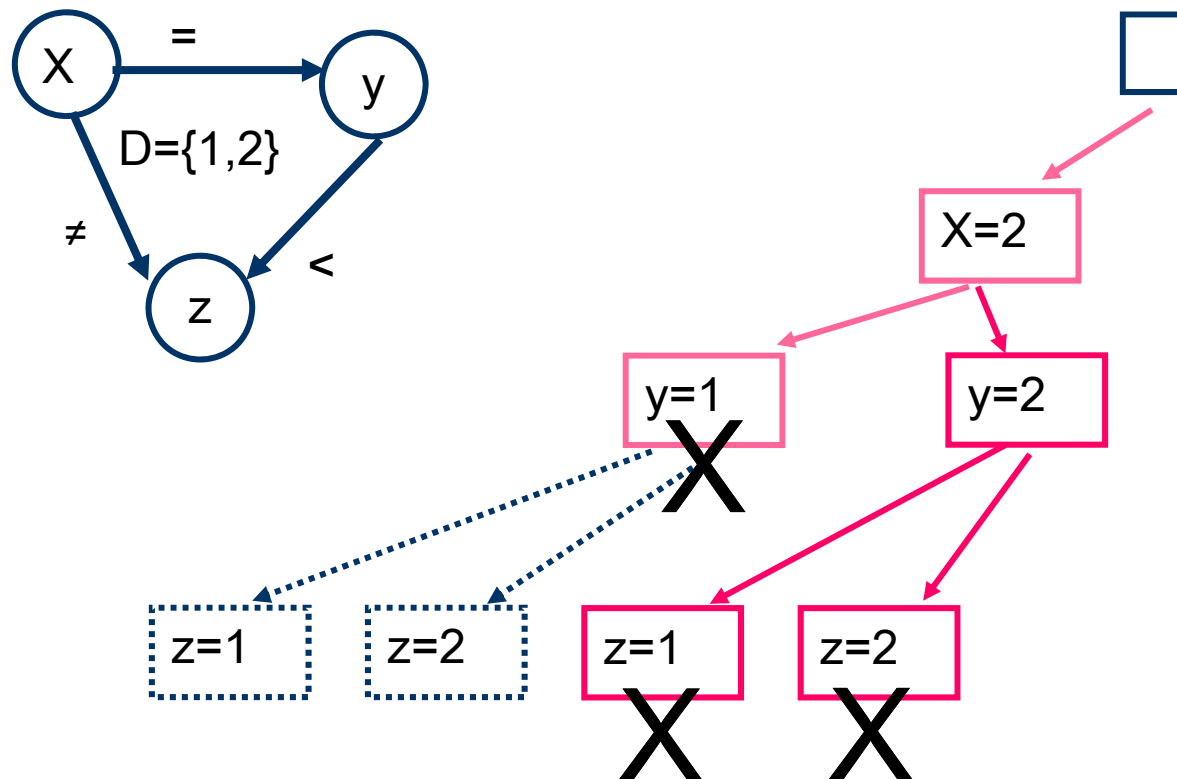 =
X
y
D={1,2}
≠
<
z
X=2
y=1
y=2
X
z=1
z=2
z=1
z=2
X
X